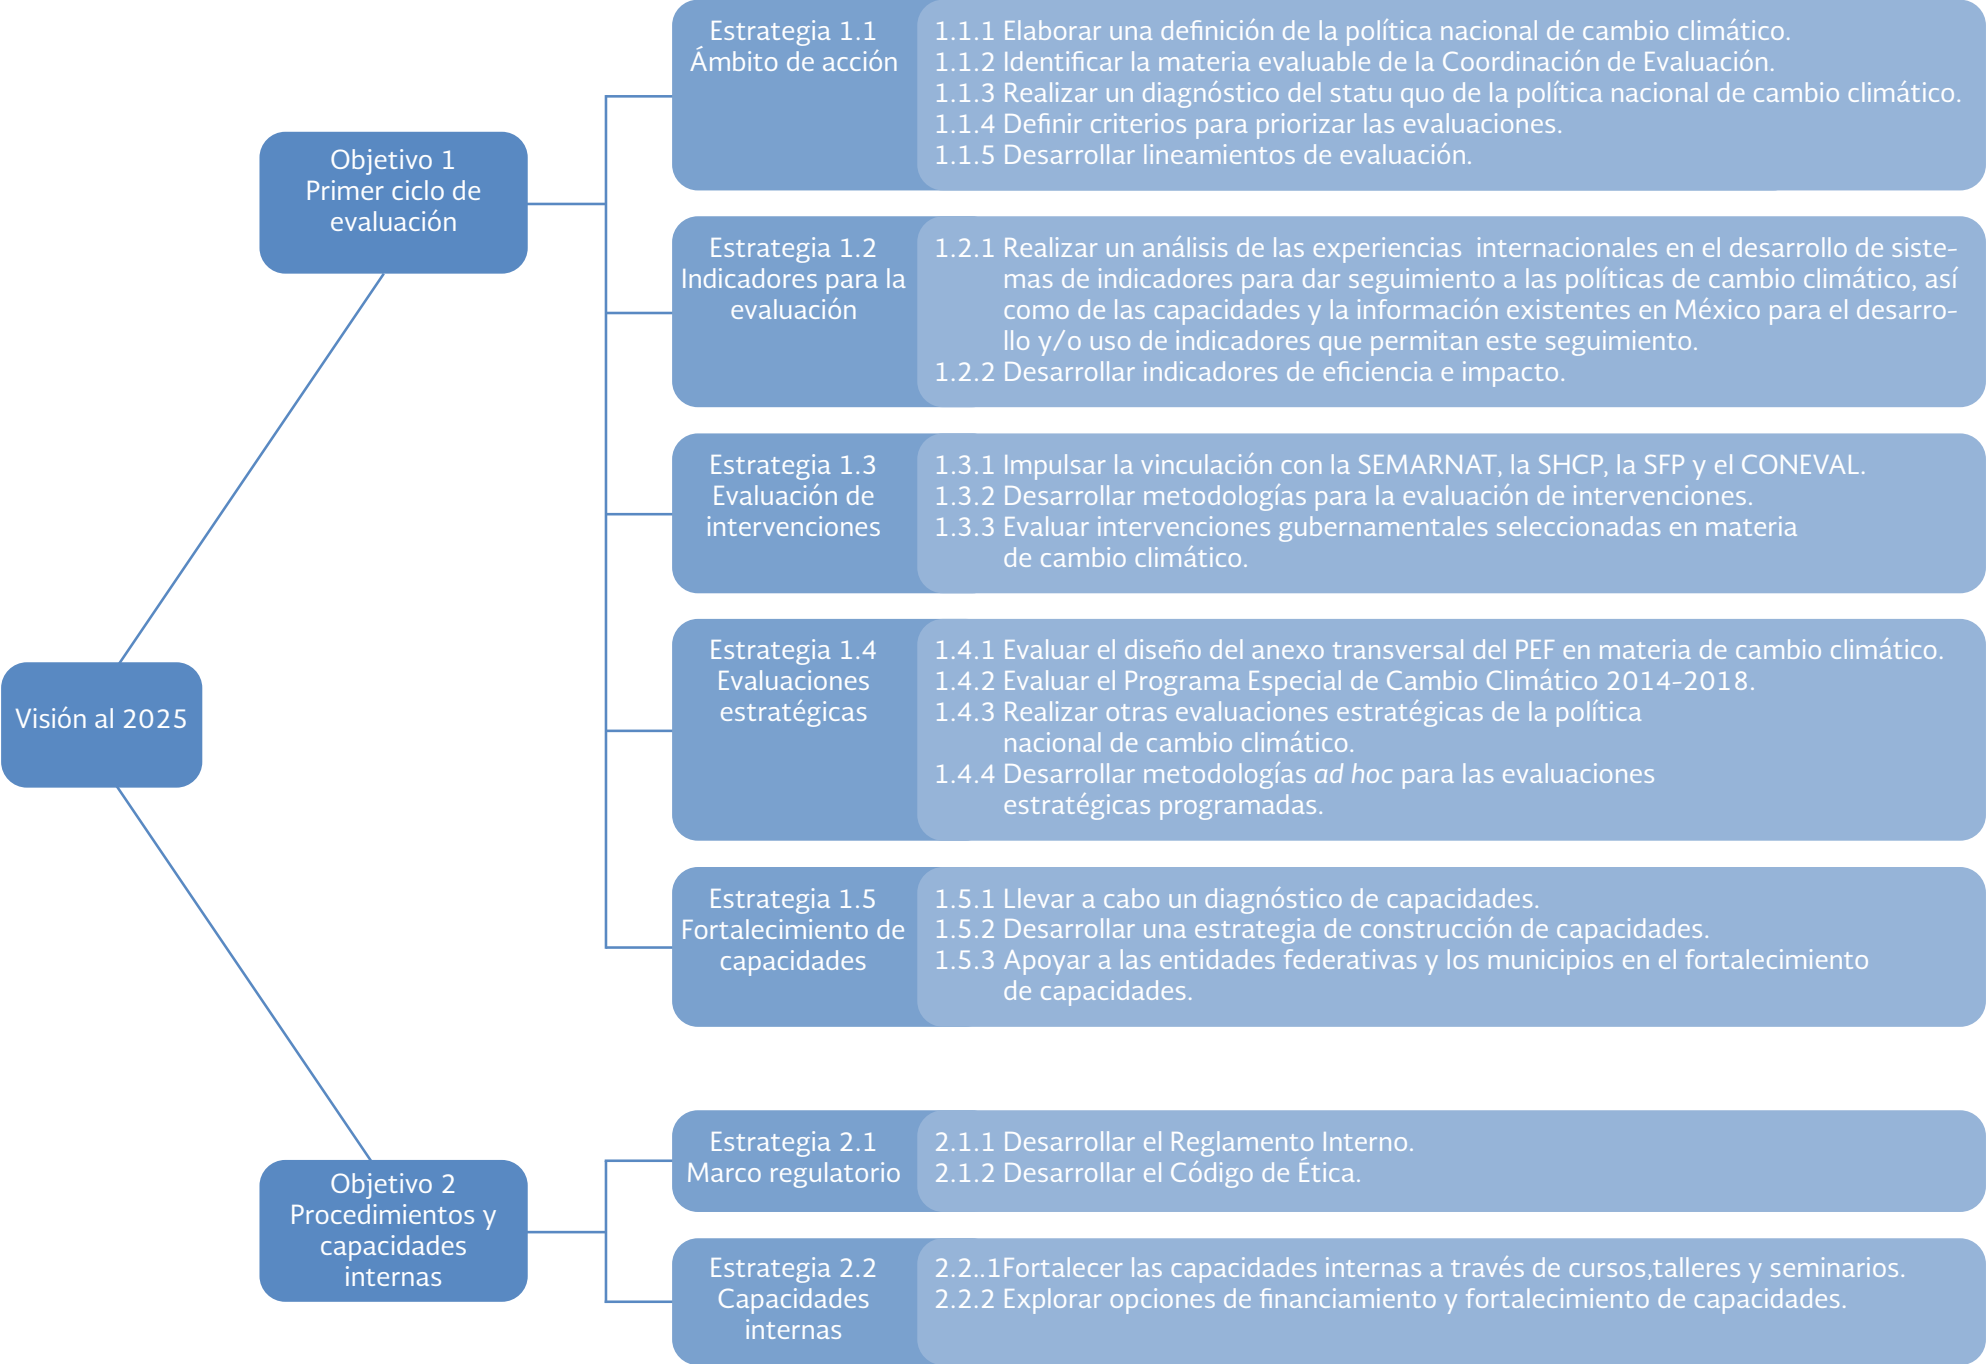 Visión al 2025
Objetivo 1
Primer ciclo de
evaluación
Estrategia 1.1
Ámbito de acción
1.1.1 Elaborar una definición de la política nacional de cambio climático.
1.1.2 Identificar la materia evaluable de la Coordinación de Evaluación.
1.1.3 Realizar un diagnóstico del statu quo de la política nacional de cambio climático.
1.1.4 Definir criterios para priorizar las evaluaciones.
1.1.5 Desarrollar lineamientos de evaluación.
Estrategia 1.2
Indicadores para la
evaluación
1.2.1 Realizar un análisis de las experiencias internacionales en el desarrollo de siste-
mas de indicadores para dar seguimiento a las políticas de cambio climático, así
como de las capacidades y la información existentes en México para el desarro-
llo y/o uso de indicadores que permitan este seguimiento.
1.2.2 Desarrollar indicadores de eficiencia e impacto.
Estrategia 1.3
Evaluación de
intervenciones
1.3.1 Impulsar la vinculación con la SEMARNAT, la SHCP, la SFP y el CONEVAL.
1.3.2 Desarrollar metodologías para la evaluación de intervenciones.
1.3.3 Evaluar intervenciones gubernamentales seleccionadas en materia
de cambio climático.
Estrategia 1.4
Evaluaciones
estratégicas
1.4.1 Evaluar el diseño del anexo transversal del PEF en materia de cambio climático.
1.4.2 Evaluar el Programa Especial de Cambio Climático 2014-2018.
1.4.3 Realizar otras evaluaciones estratégicas de la política
nacional de cambio climático.
1.4.4 Desarrollar metodologías ad hoc para las evaluaciones
estratégicas programadas.
Estrategia 1.5
Fortalecimiento de
capacidades
1.5.1 Llevar a cabo un diagnóstico de capacidades.
1.5.2 Desarrollar una estrategia de construcción de capacidades.
1.5.3 Apoyar a las entidades federativas y los municipios en el fortalecimiento
de capacidades.
Objetivo 2
Procedimientos y
capacidades
internas
Estrategia 2.1
Marco regulatorio
2.1.1 Desarrollar el Reglamento Interno.
2.1.2 Desarrollar el Código de Ética.
Estrategia 2.2
Capacidades
internas
2.2..1Fortalecer las capacidades internas a través de cursos,talleres y seminarios.
2.2.2 Explorar opciones de financiamiento y fortalecimiento de capacidades.